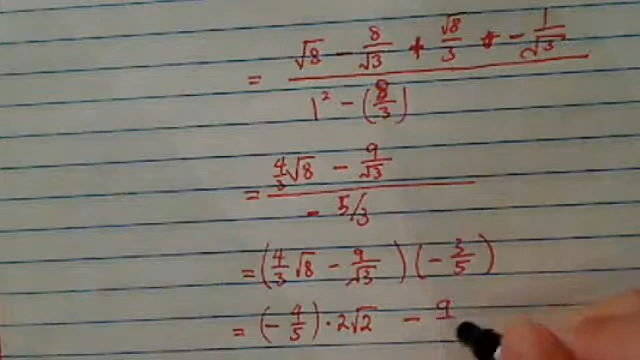 = (√8 − 8/√3 + √8/3 + − 1/√3) / (1² − (8/3))
= (4/3 √8 − 9/√3) / (− 5/3)
= (4/3 √8 − 9/√3)(− 3/5)
= (− 4/5) · 2√2 − 9